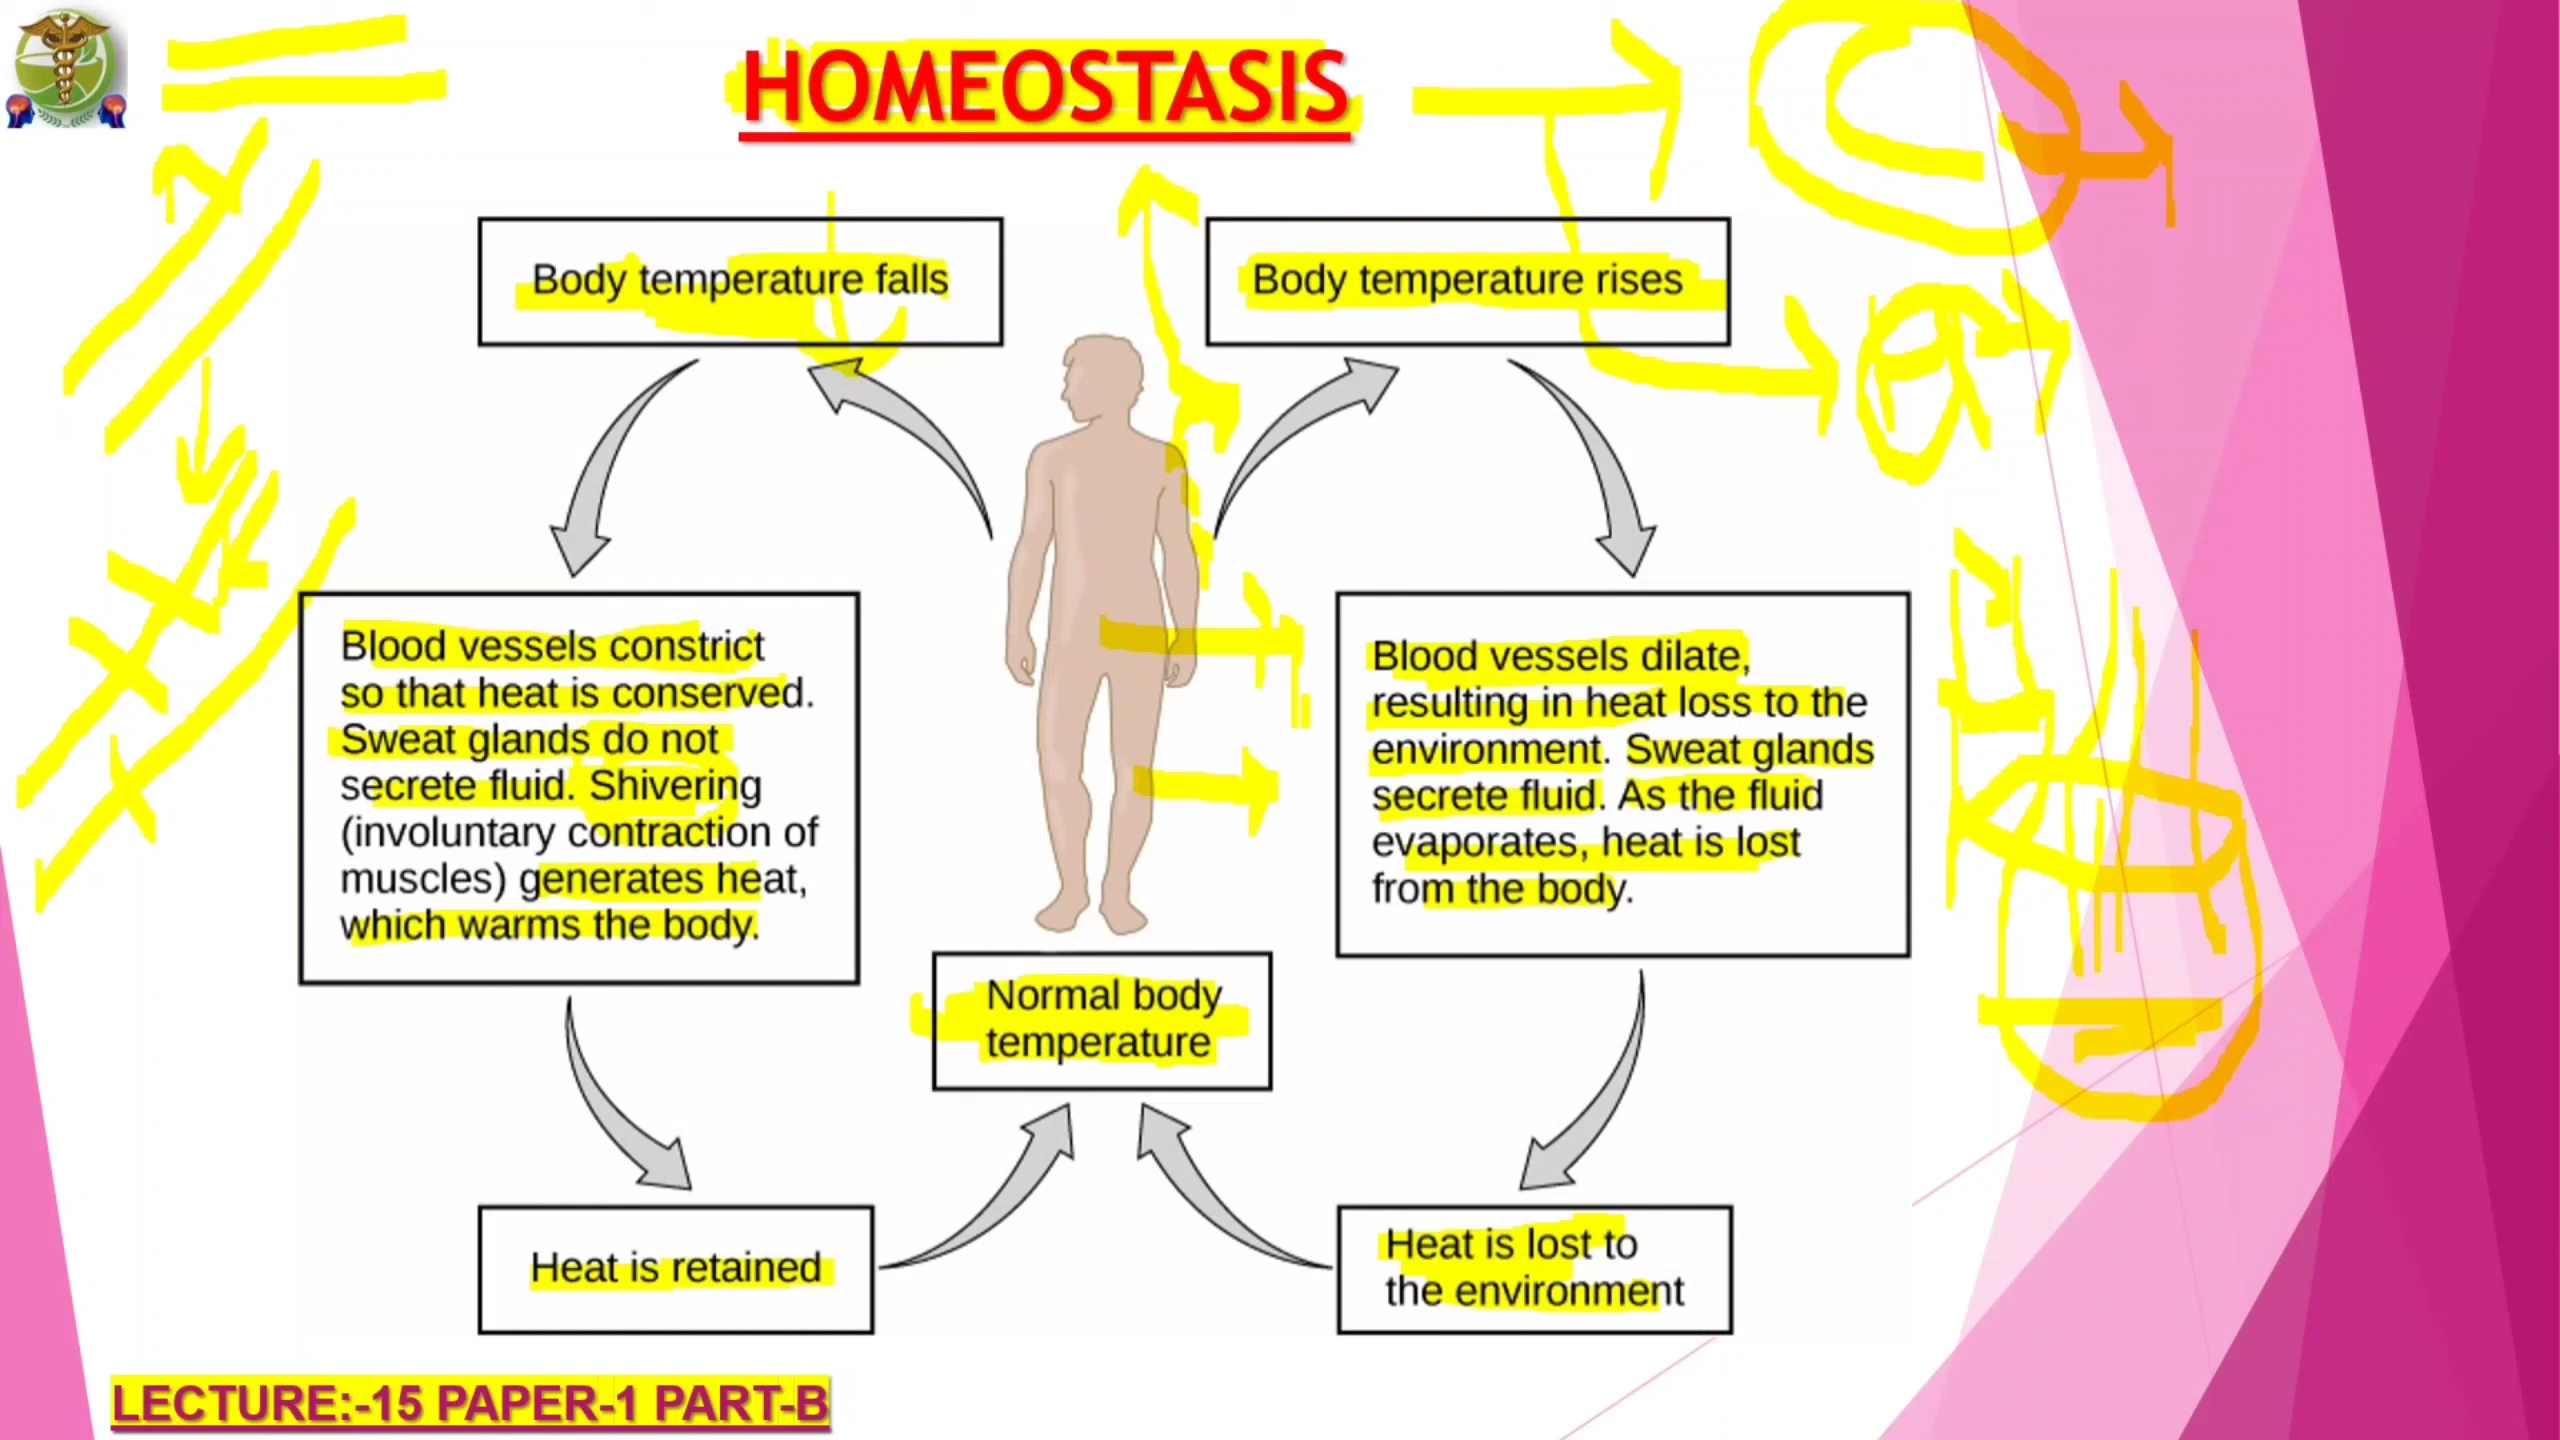 HOMEOSTASIS
Body temperature falls
Body temperature rises
Blood vessels constrict
so that heat is conserved.
Sweat glands do not
secrete fluid. Shivering
(involuntary contraction of
muscles) generates heat,
which warms the body.
Blood vessels dilate,
resulting in heat loss to the
environment. Sweat glands
secrete fluid. As the fluid
evaporates, heat is lost
from the body.
Normal body
temperature
Heat is retained
Heat is lost to
the environment
LECTURE:-15 PAPER-1 PART-B